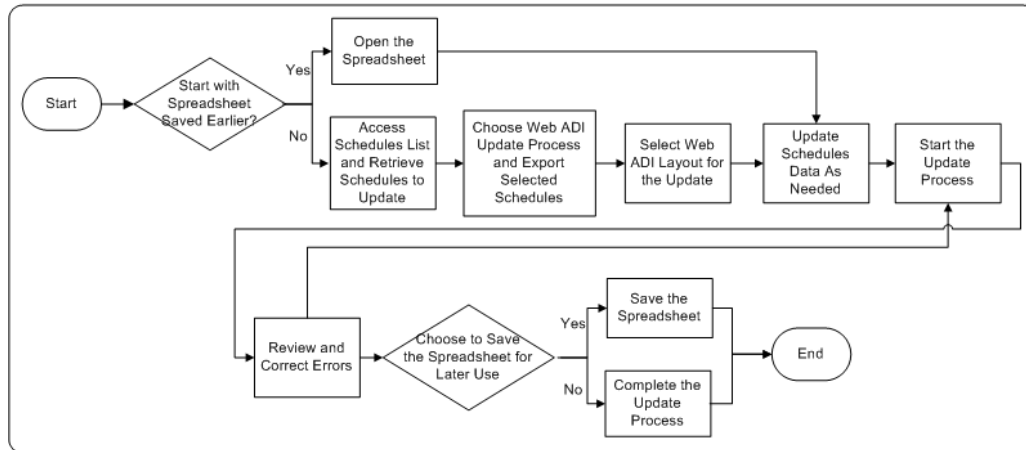 Start
Start with
Spreadsheet
Saved Earlier?
Yes
No
Open the
Spreadsheet
Access
Schedules List
and Retrieve
Schedules to
Update
Choose Web ADI
Update Process
and Export
Selected
Schedules
Select Web
ADI Layout for
the Update
Update
Schedules
Data As
Needed
Start the
Update
Process
Review and
Correct Errors
Choose to Save
the Spreadsheet for
Later Use
Yes
No
Save the
Spreadsheet
Complete the
Update
Process
End